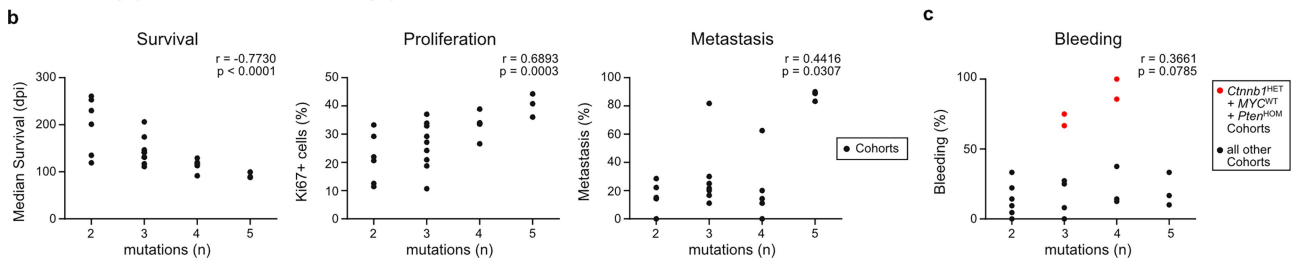 b
Survival
r = -0.7730
p < 0.0001
Median Survival (dpi)
300
200
100
0
2 3 4 5
mutations (n)
Proliferation
r = 0.6893
p = 0.0003
Ki67+ cells (%)
50
40
30
20
10
0
2 3 4 5
mutations (n)
Metastasis
r = 0.4416
p = 0.0307
Metastasis (%)
100
80
60
40
20
0
2 3 4 5
mutations (n)
Cohorts
c
Bleeding
r = 0.3661
p = 0.0785
Bleeding (%)
100
50
0
2 3 4 5
mutations (n)
Ctnnb1HET
+ MYCWT
+ PtenHOM
Cohorts
all other
Cohorts